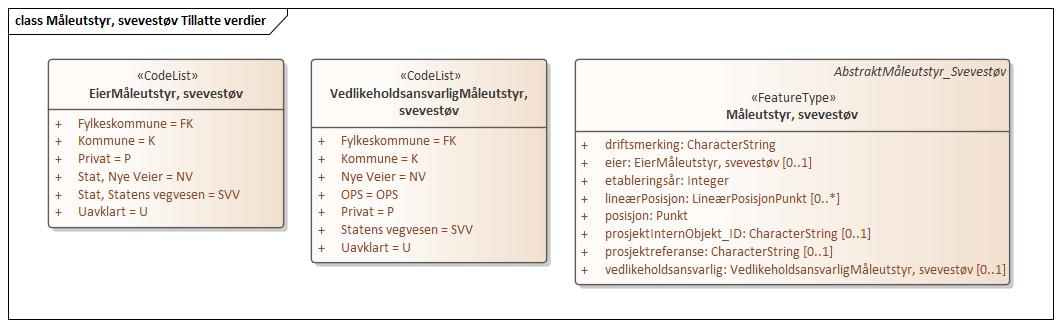 class Måleutstyr, svevestøv Tillatte verdier
«CodeList»
EierMåleutstyr, svevestøv
+ Fylkeskommune = FK
+ Kommune = K
+ Privat = P
+ Stat, Nye Veier = NV
+ Stat, Statens vegvesen = SVV
+ Uavklart = U
«CodeList»
VedlikeholdsansvarligMåleutstyr,
svevestøv
+ Fylkeskommune = FK
+ Kommune = K
+ Nye Veier = NV
+ OPS = OPS
+ Privat = P
+ Statens vegvesen = SVV
+ Uavklart = U
AbstraktMåleutstyr_Svevestøv
«FeatureType»
Måleutstyr, svevestøv
+ driftsmerking: CharacterString
+ eier: EierMåleutstyr, svevestøv [0..1]
+ etableringsår: Integer
+ lineærPosisjon: LineærPosisjonPunkt [0..*]
+ posisjon: Punkt
+ prosjektInternObjekt_ID: CharacterString [0..1]
+ prosjektreferanse: CharacterString [0..1]
+ vedlikeholdsansvarlig: VedlikeholdsansvarligMåleutstyr, svevestøv [0..1]